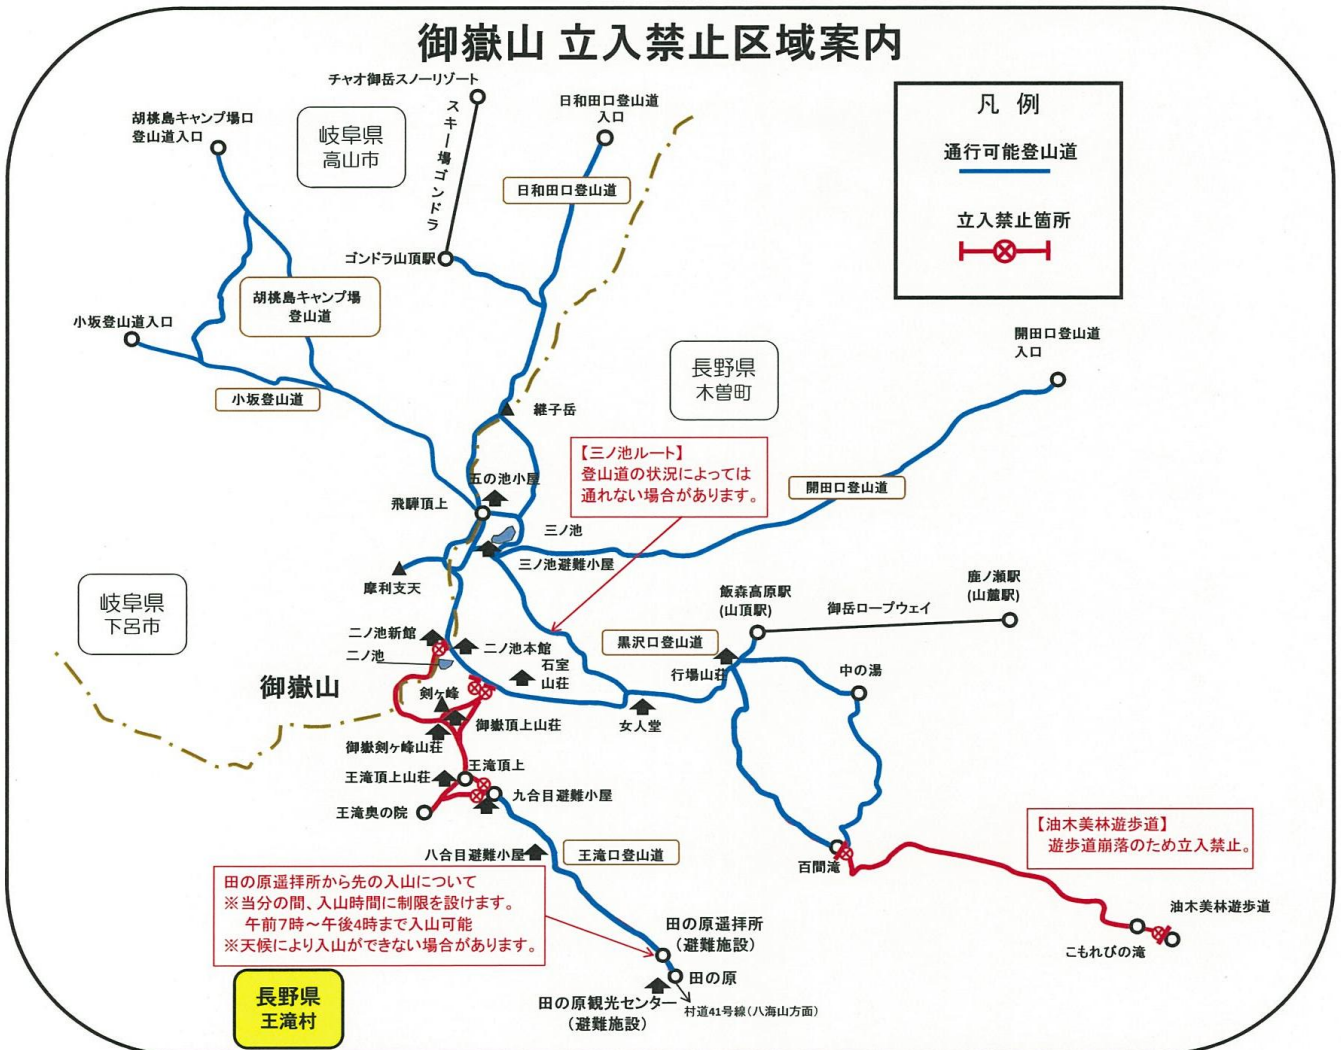 御嶽山 立入禁止区域案内
チャオ御岳スノーリゾート
スキー場ゴンドラ
日和田口登山道
入口
胡桃島キャンプ場口
登山道入口
岐阜県
高山市
凡 例
通行可能登山道
立入禁止箇所
日和田口登山道
ゴンドラ山頂駅
胡桃島キャンプ場
登山道
小坂登山道入口
小坂登山道
長野県
木曽町
開田口登山道
入口
継子岳
【三ノ池ルート】
登山道の状況によっては
通れない場合があります。
開田口登山道
五の池小屋
飛騨頂上
三ノ池
三ノ池避難小屋
摩利支天
岐阜県
下呂市
飯森高原駅
(山頂駅)
御岳ロープウェイ
鹿ノ瀬駅
(山麓駅)
二ノ池新館
二ノ池
二ノ池本館
石室
山荘
黒沢口登山道
行場山荘
中の湯
御嶽山
剣ヶ峰
御嶽頂上山荘
女人堂
御嶽剣ヶ峰山荘
王滝頂上山荘
王滝頂上
王滝奥の院
九合目避難小屋
八合目避難小屋
王滝口登山道
百間滝
【油木美林遊歩道】
遊歩道崩落のため立入禁止。
田の原遥拝所から先の入山について
※当分の間、入山時間に制限を設けます。
午前7時～午後4時まで入山可能
※天候により入山ができない場合があります。
田の原遥拝所
(避難施設)
油木美林遊歩道
こもれびの滝
田の原
田の原観光センター
(避難施設)
村道41号線(八海山方面)
長野県
王滝村